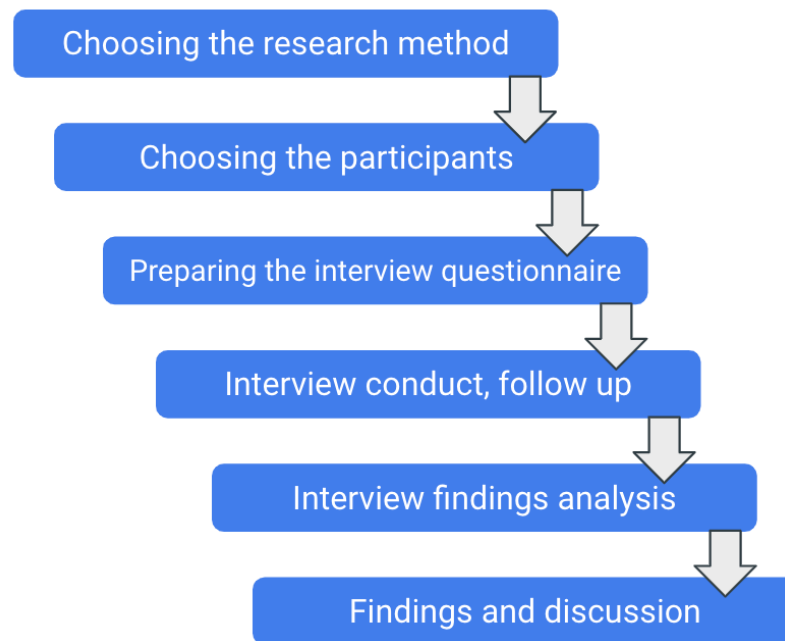 Choosing the research method
Choosing the participants
Preparing the interview questionnaire
Interview conduct, follow up
Interview findings analysis
Findings and discussion